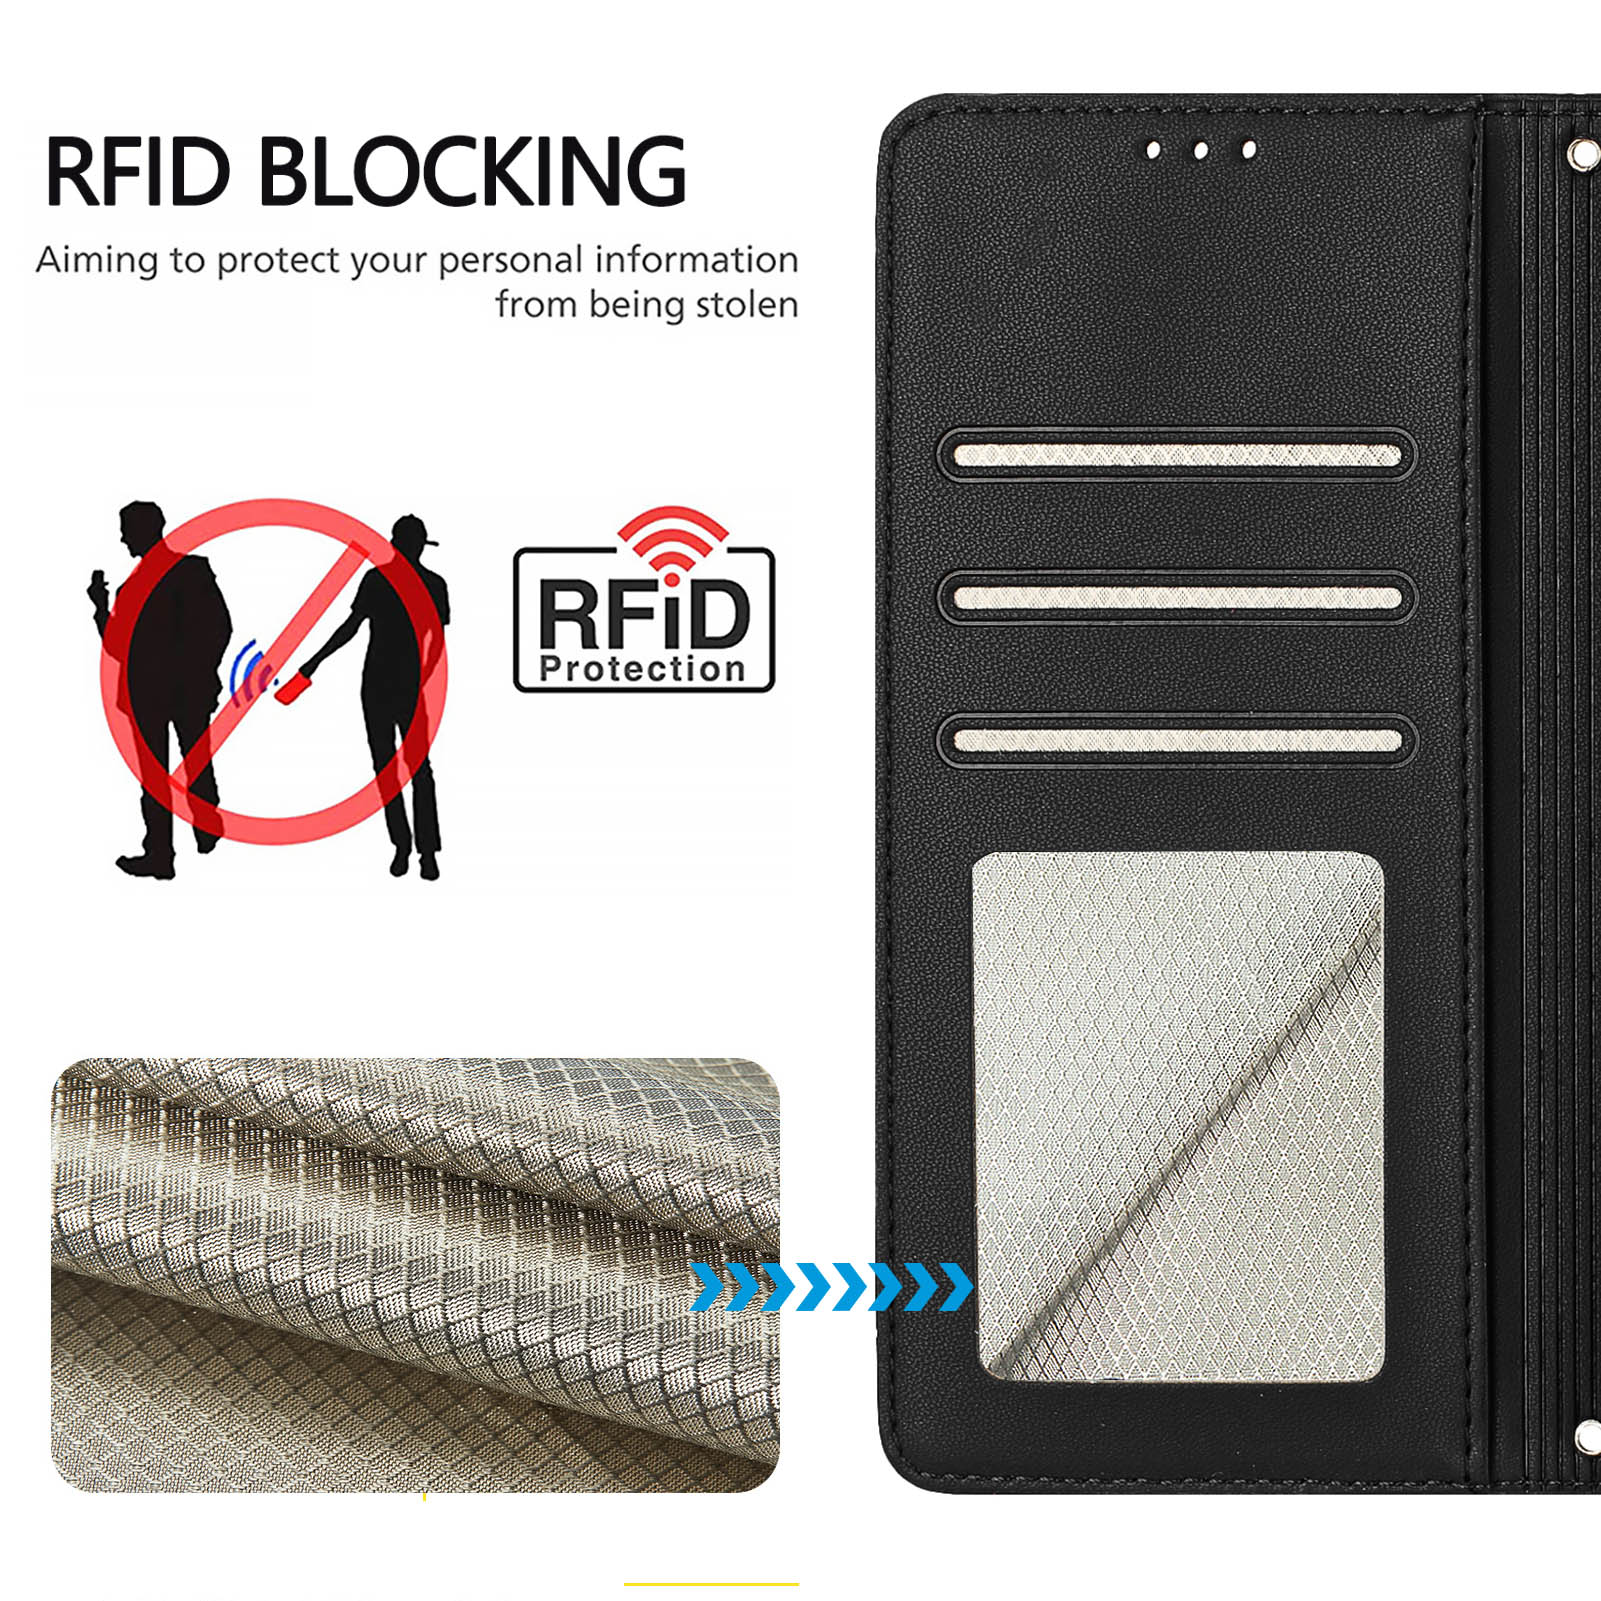 RFID BLOCKING
Aiming to protect your personal information
from being stolen
RFiD
Protection